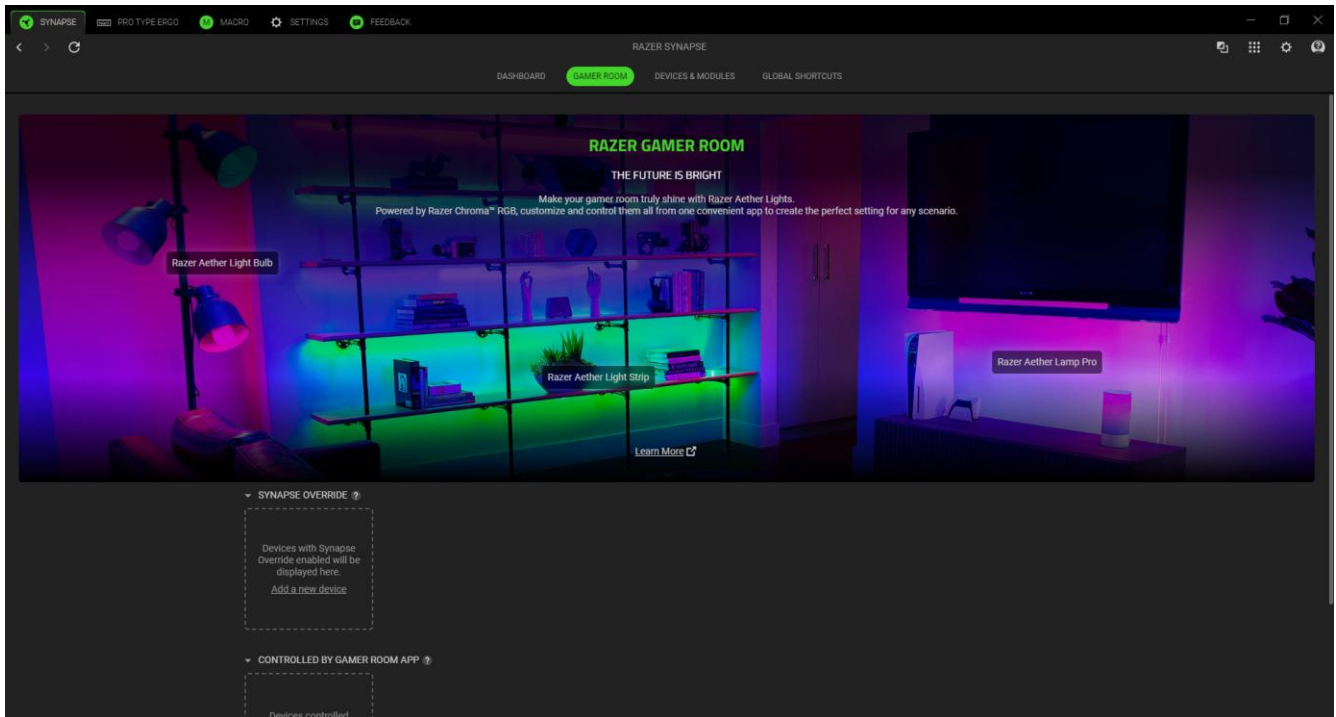 SYNAPSE
PRO TYPE ERGO
MACRO
SETTINGS
FEEDBACK
RAZER SYNAPSE
DASHBOARD
GAMER ROOM
DEVICES & MODULES
GLOBAL SHORTCUTS
RAZER GAMER ROOM
THE FUTURE IS BRIGHT
Make your gamer room truly shine with Razer Aether Lights.
Powered by Razer Chroma™ RGB, customize and control them all from one convenient app to create the perfect setting for any scenario.
Razer Aether Light Bulb
Razer Aether Lamp Pro
Razer Aether Light Strip
Learn More
SYNAPSE OVERRIDE ?
Devices with Synapse
Override enabled will be
displayed here.
Add a new device
CONTROLLED BY GAMER ROOM APP ?
Devices controlled